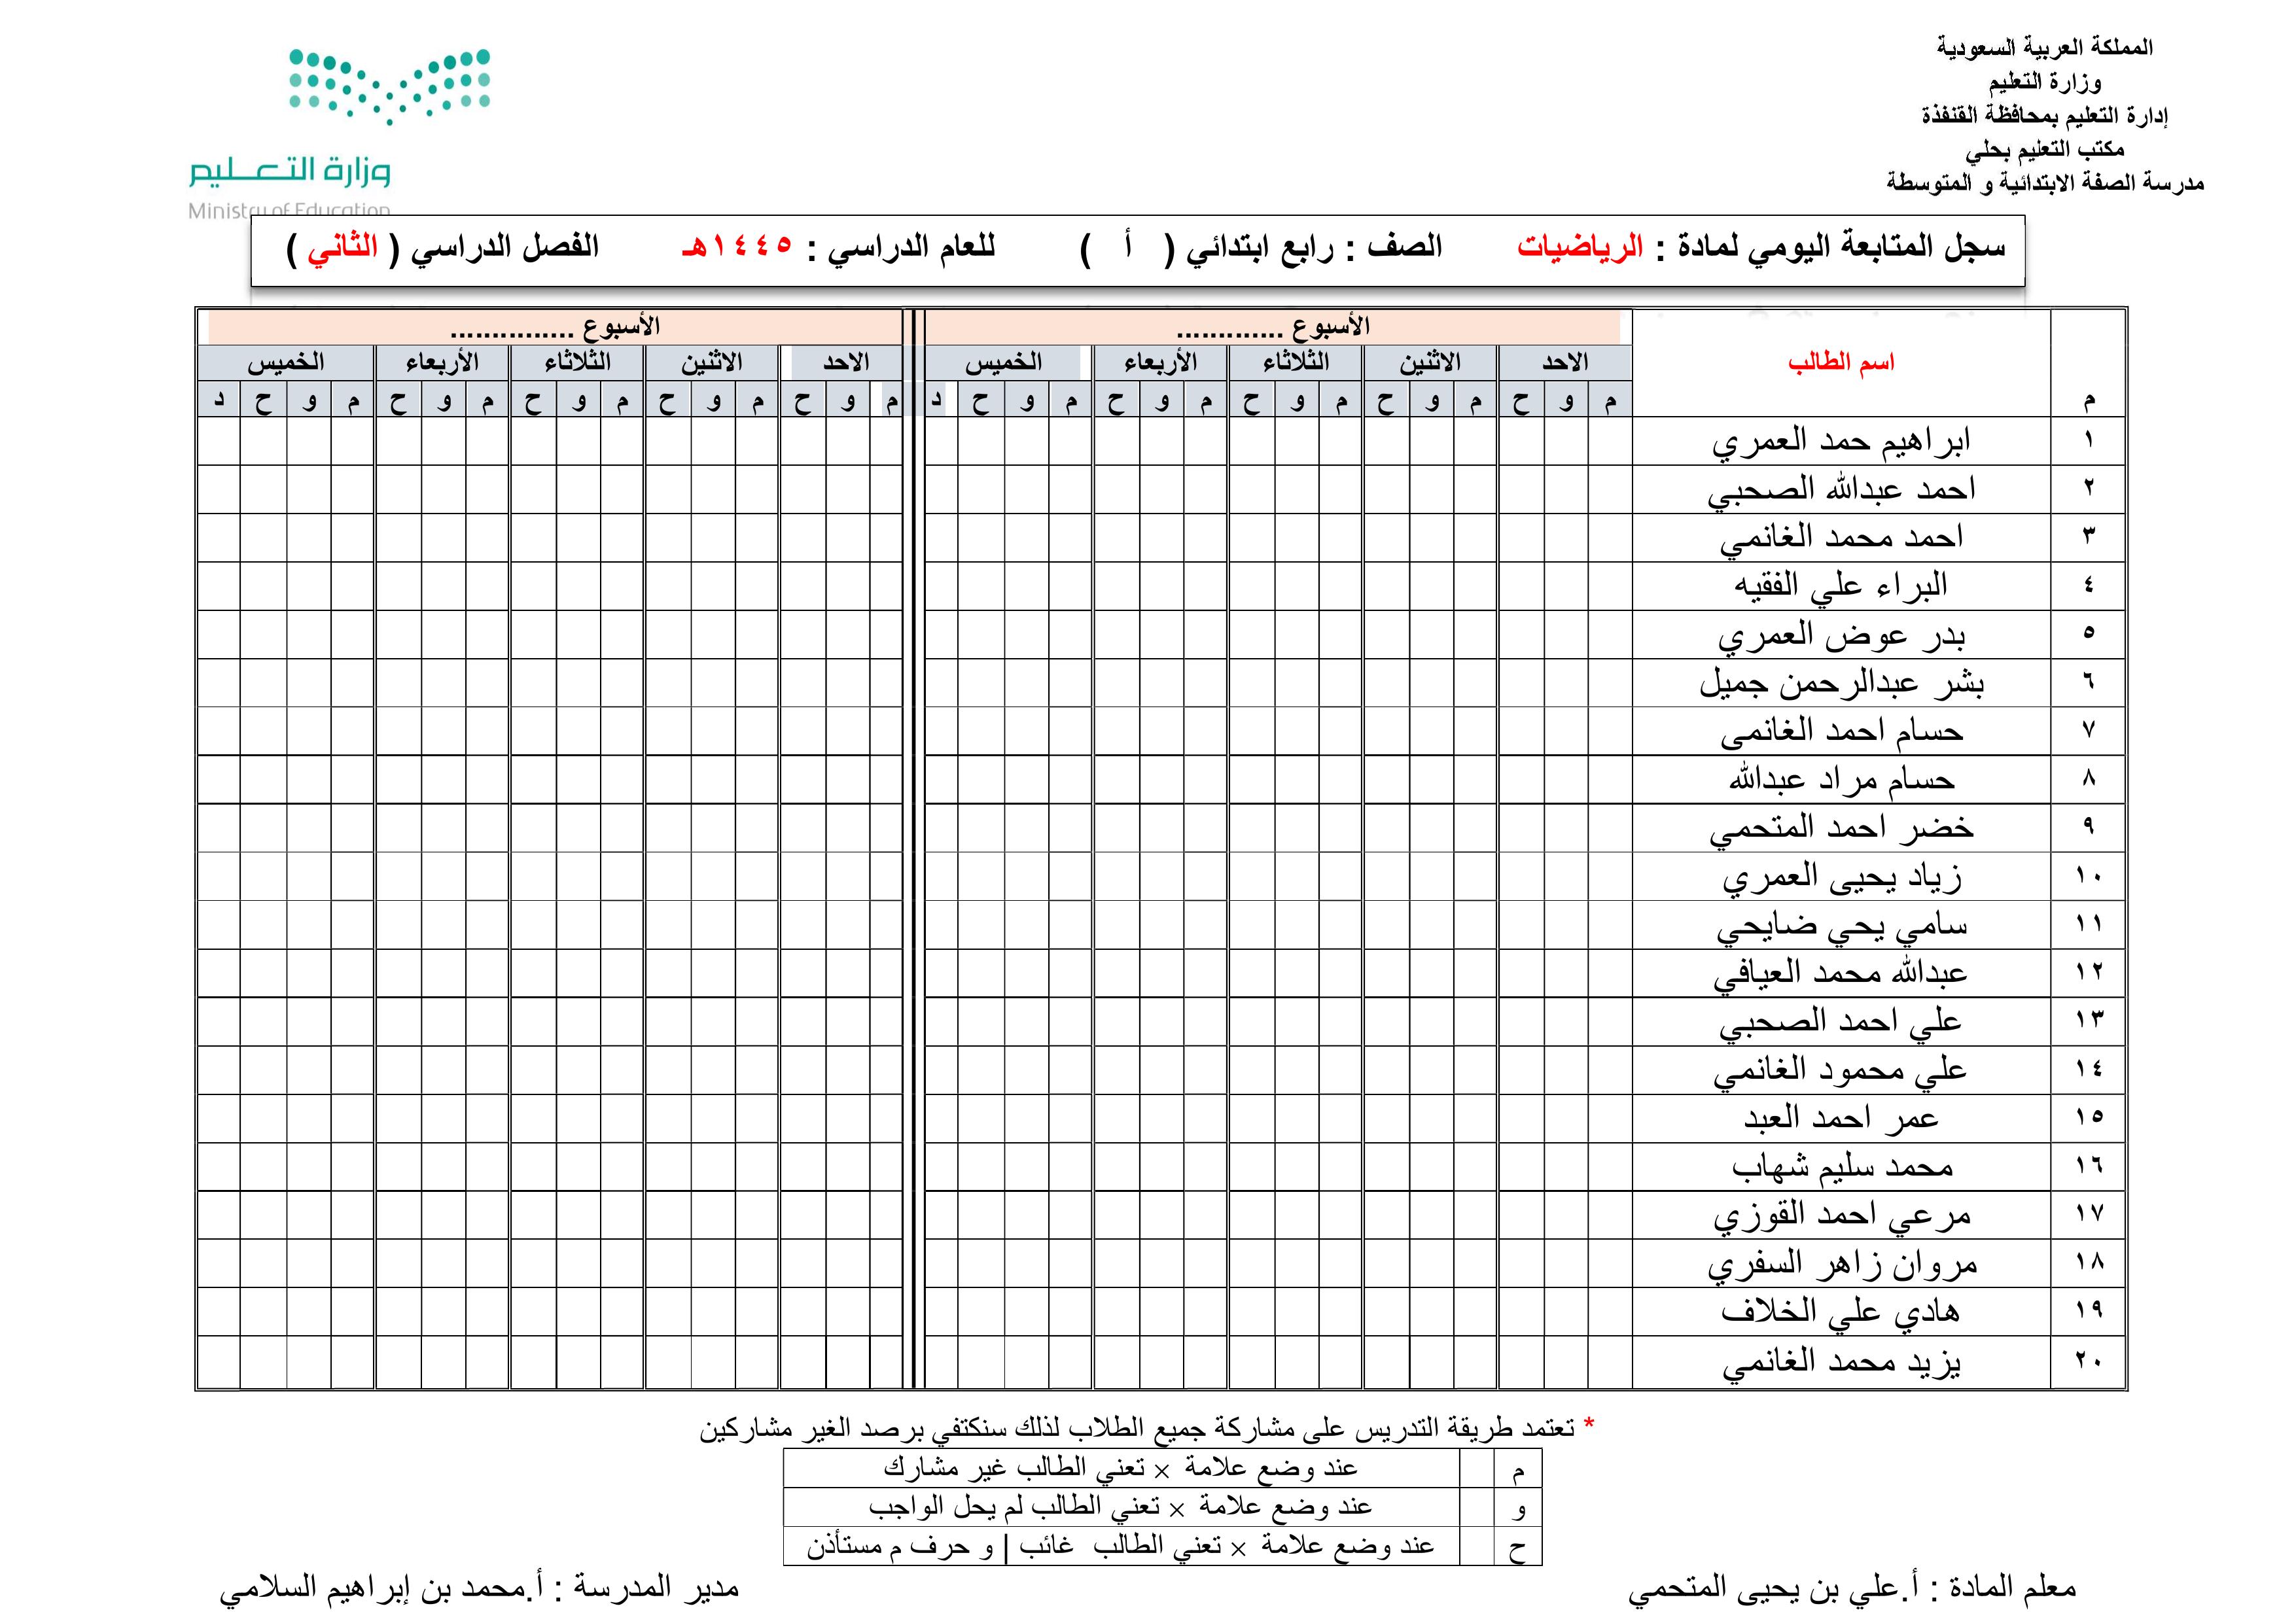 المملكة العربية السعودية
وزارة التعليم
إدارة التعليم بمحافظة القنفذة
مكتب التعليم بحلي
مدرسة الصفة الابتدائية و المتوسطة
وزارة التعـــليم
Ministry of Education
سجل المتابعة اليومي لمادة : الرياضيات الصف : رابع ابتدائي ( أ ) للعام الدراسي : ١٤٤٥هـ الفصل الدراسي ( الثاني )
م اسم الطالب الأسبوع ............. الأسبوع ...............
الاحد الاثنين الثلاثاء الأربعاء الخميس الاحد الاثنين الثلاثاء الأربعاء الخميس
م و ح م و ح م و ح م و ح م و ح د م و ح م و ح م و ح م و ح م و ح د
١ ابراهيم حمد العمري
٢ احمد عبدالله الصحبي
٣ احمد محمد الغانمي
٤ البراء علي الفقيه
٥ بدر عوض العمري
٦ بشر عبدالرحمن جميل
٧ حسام احمد الغانمى
٨ حسام مراد عبدالله
٩ خضر احمد المتحمي
١٠ زياد يحيى العمري
١١ سامي يحي ضايحي
١٢ عبدالله محمد العيافي
١٣ علي احمد الصحبي
١٤ علي محمود الغانمي
١٥ عمر احمد العبد
١٦ محمد سليم شهاب
١٧ مرعي احمد القوزي
١٨ مروان زاهر السفري
١٩ هادي علي الخلاف
٢٠ يزيد محمد الغانمي
* تعتمد طريقة التدريس على مشاركة جميع الطلاب لذلك سنكتفي برصد الغير مشاركين
م عند وضع علامة × تعني الطالب غير مشارك
و عند وضع علامة × تعني الطالب لم يحل الواجب
ح عند وضع علامة × تعني الطالب غائب | و حرف م مستأذن
معلم المادة : أ.علي بن يحيى المتحمي مدير المدرسة : أ.محمد بن إبراهيم السلامي